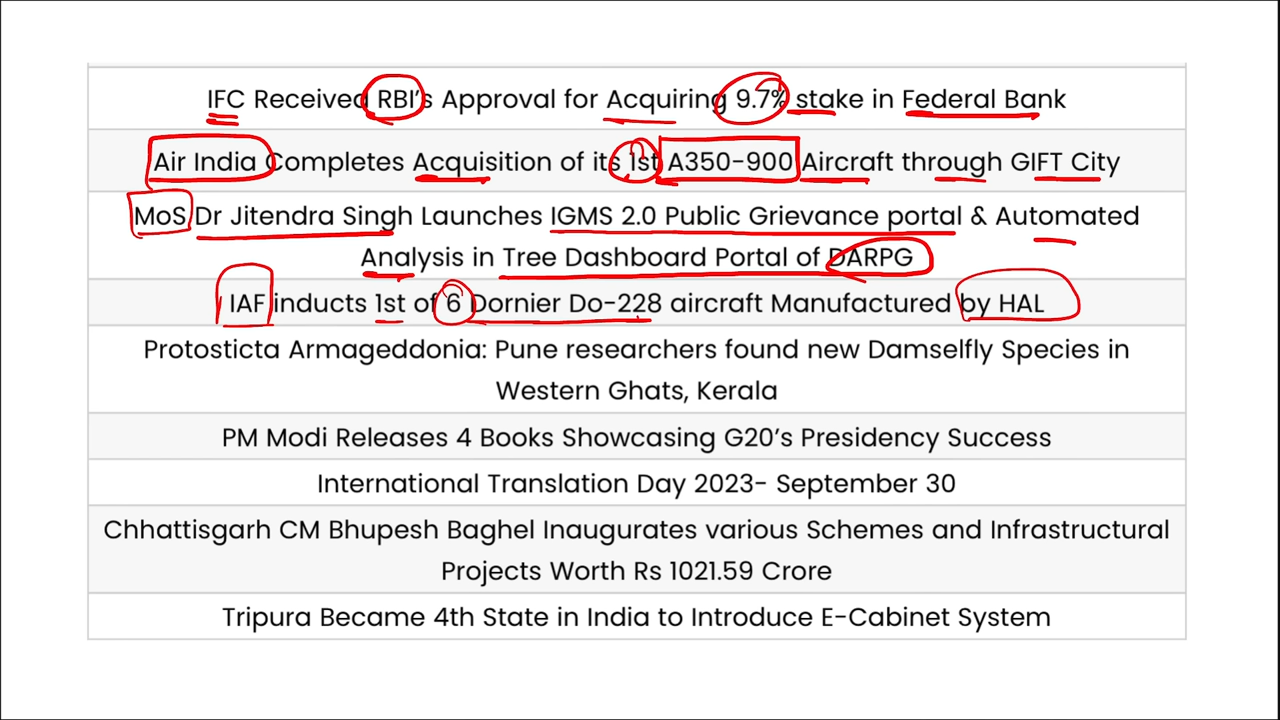 IFC Received RBI's Approval for Acquiring 9.7% stake in Federal Bank
Air India Completes Acquisition of its 1st A350-900 Aircraft through GIFT City
MoS Dr Jitendra Singh Launches IGMS 2.0 Public Grievance portal & Automated
Analysis in Tree Dashboard Portal of DARPG
IAF inducts 1st of 6 Dornier Do-228 aircraft Manufactured by HAL
Protosticta Armageddonia: Pune researchers found new Damselfly Species in
Western Ghats, Kerala
PM Modi Releases 4 Books Showcasing G20's Presidency Success
International Translation Day 2023- September 30
Chhattisgarh CM Bhupesh Baghel Inaugurates various Schemes and Infrastructural
Projects Worth Rs 1021.59 Crore
Tripura Became 4th State in India to Introduce E-Cabinet System